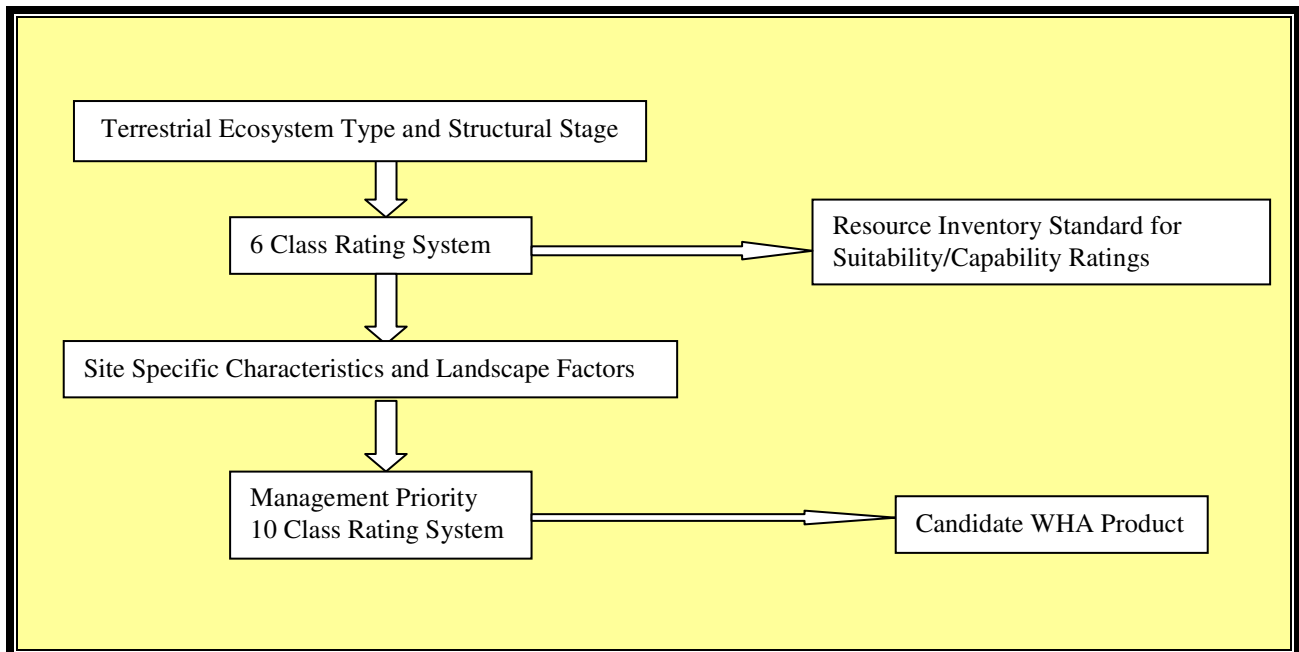 Terrestrial Ecosystem Type and Structural Stage
6 Class Rating System
Resource Inventory Standard for
Suitability/Capability Ratings
Site Specific Characteristics and Landscape Factors
Management Priority
10 Class Rating System
Candidate WHA Product